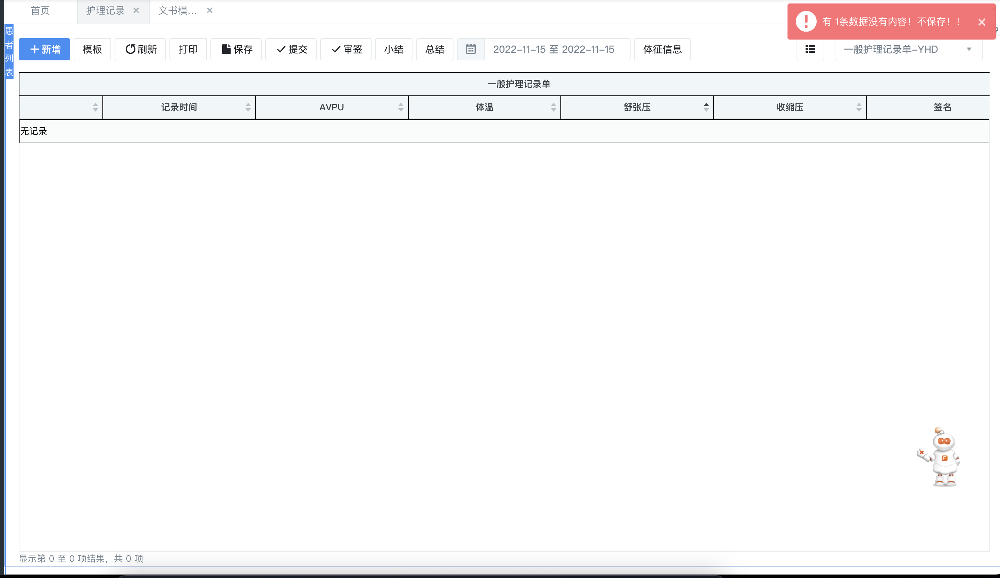 首页
护理记录
文书模...
有 1条数据没有内容！不保存！！
患者列表
新增
模板
刷新
打印
保存
提交
审签
小结
总结
2022-11-15 至 2022-11-15
体征信息
一般护理记录单-YHD
一般护理记录单
记录时间
AVPU
体温
舒张压
收缩压
签名
无记录
F
显示第 0 至 0 项结果，共 0 项